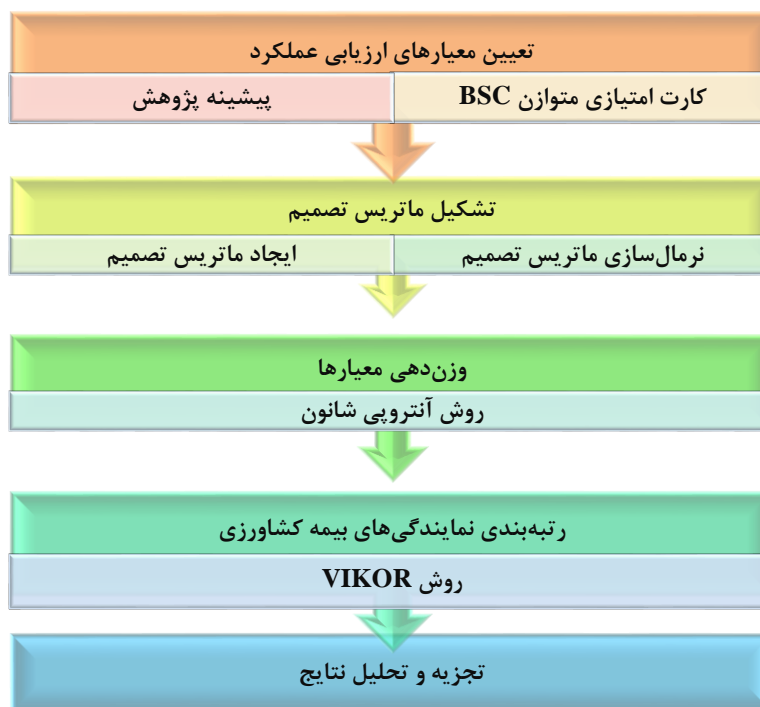 تعیین معیارهای ارزیابی عملکرد
کارت امتیازی متوازن BSC
پیشینه پژوهش
تشکیل ماتریس تصمیم
نرمال‌سازی ماتریس تصمیم
ایجاد ماتریس تصمیم
وزن‌دهی معیارها
روش آنتروپی شانون
رتبه‌بندی نمایندگی‌های بیمه کشاورزی
روش VIKOR
تجزیه و تحلیل نتایج